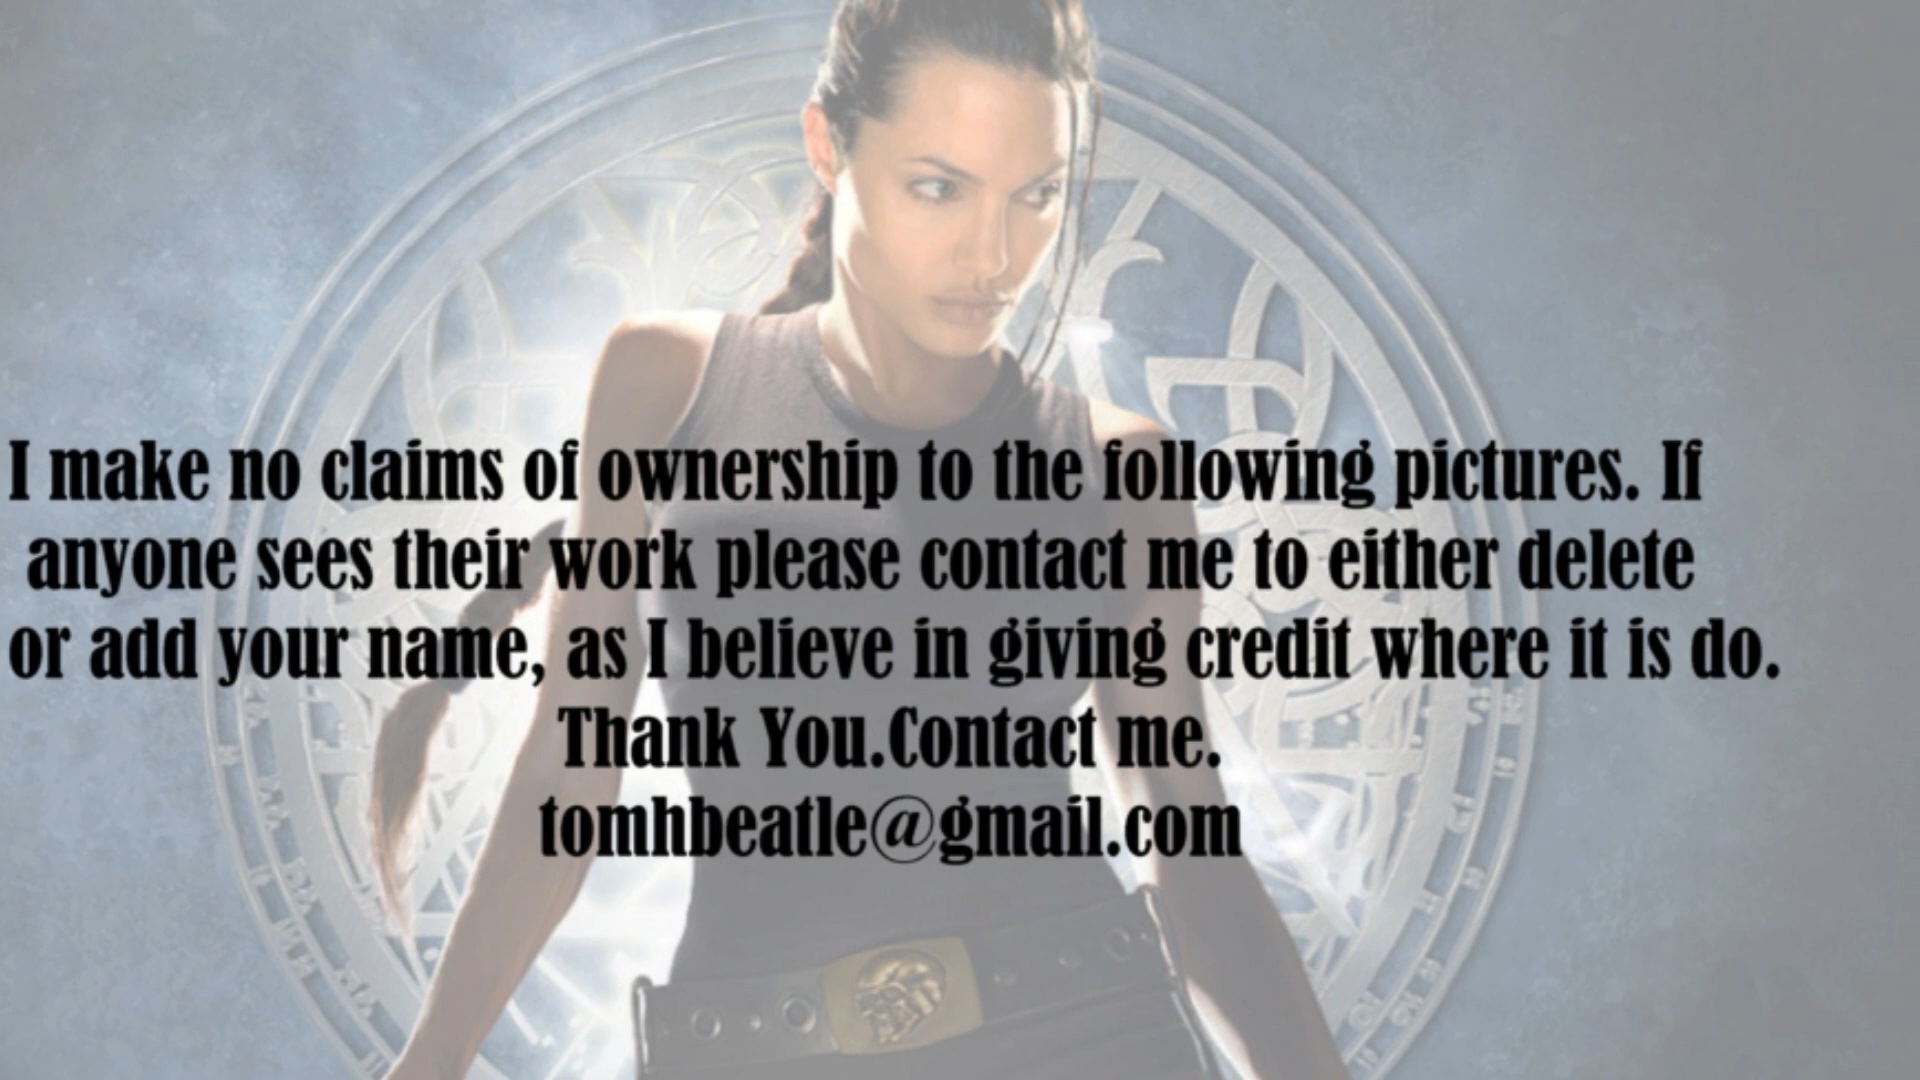 I make no claims of ownership to the following pictures. If
anyone sees their work please contact me to either delete
or add your name, as I believe in giving credit where it is do.
Thank You.Contact me.
tomhbeatle@gmail.com